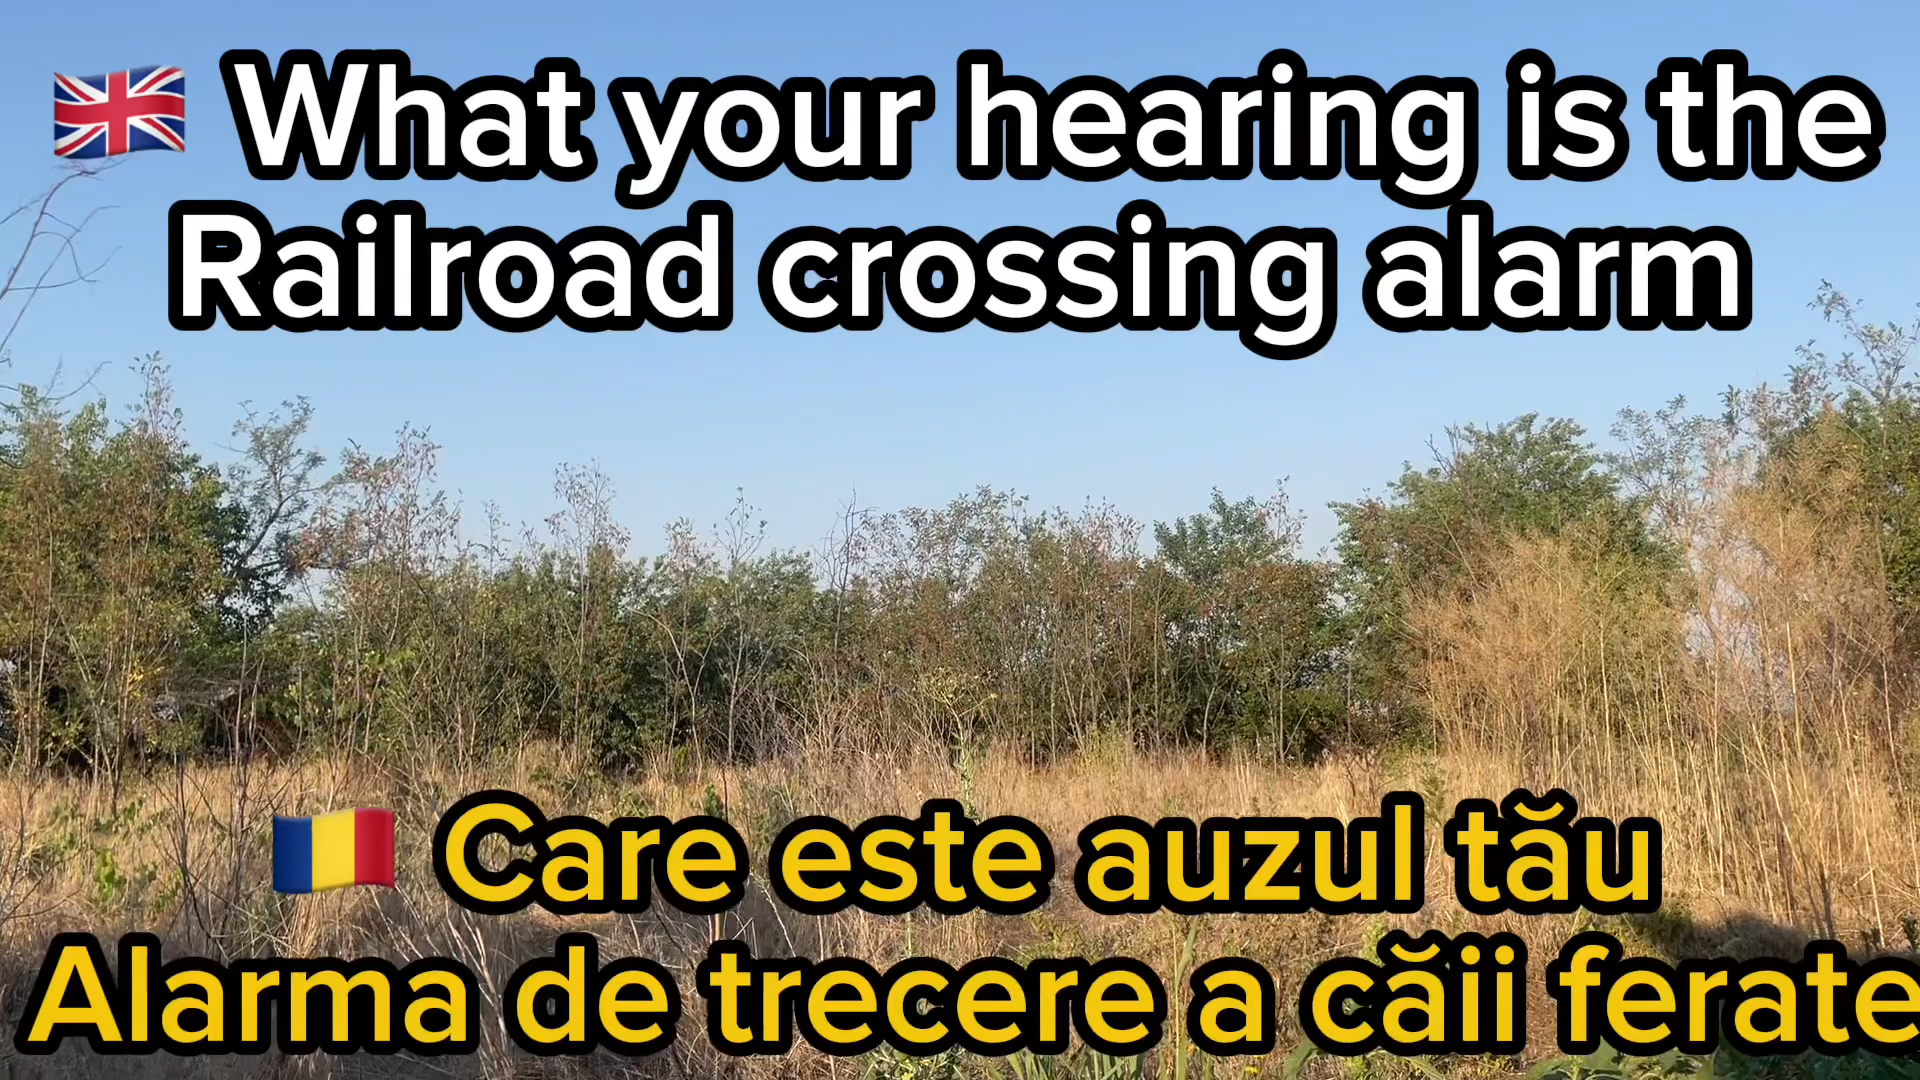 🇬🇧 What your hearing is the
Railroad crossing alarm
🇷🇴 Care este auzul tău
Alarma de trecere a căii ferate